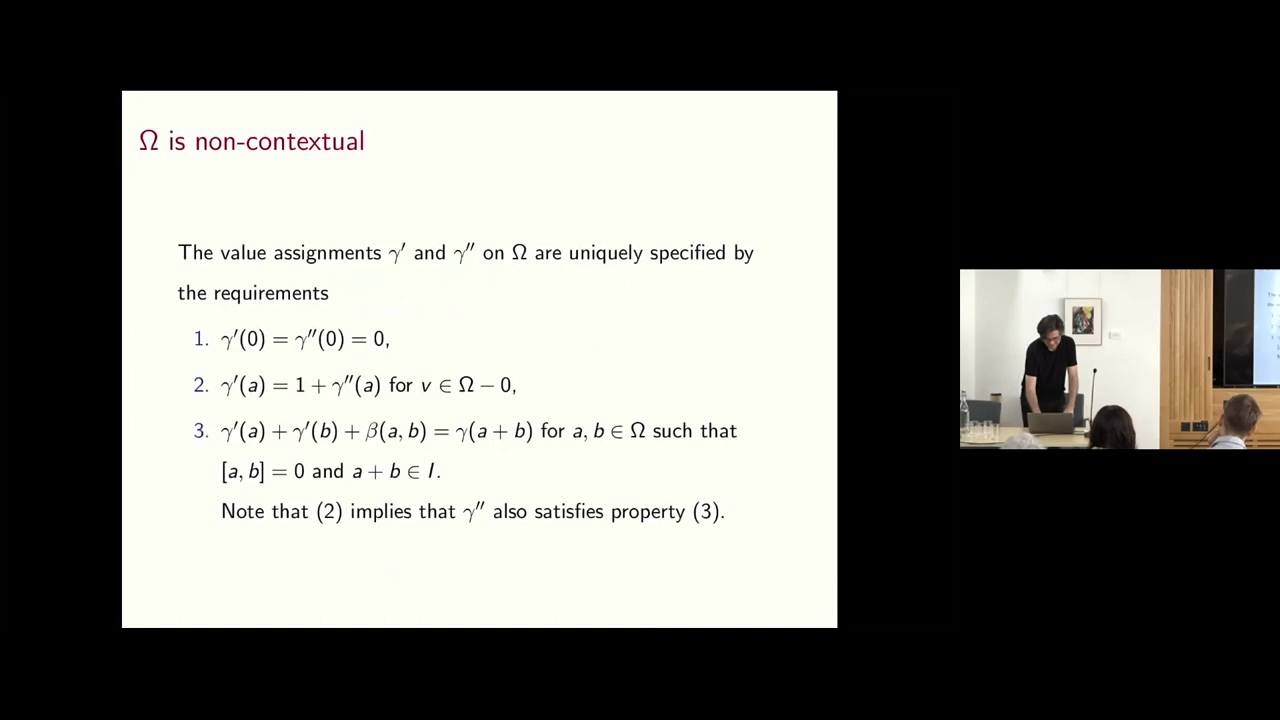 Ω is non-contextual
The value assignments γ′ and γ″ on Ω are uniquely specified by
the requirements
1. γ′(0) = γ″(0) = 0,
2. γ′(a) = 1 + γ″(a) for v ∈ Ω − 0,
3. γ′(a) + γ′(b) + β(a, b) = γ(a + b) for a, b ∈ Ω such that
[a, b] = 0 and a + b ∈ I.
Note that (2) implies that γ″ also satisfies property (3).